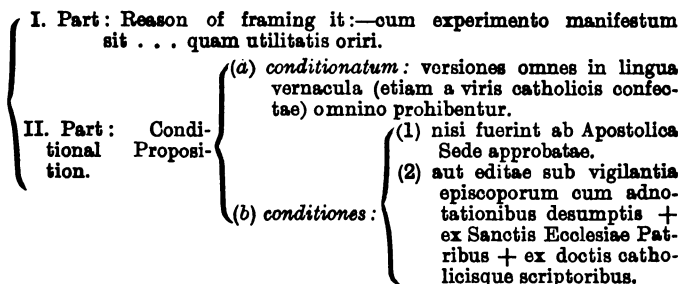 I. Part: Reason of framing it:—cum experimento manifestum
sit . . . quam utilitatis oriri.
(a) conditionatum: versiones omnes in lingua
vernacula (etiam a viris catholicis confec-
tae) omnino prohibentur.
II. Part: Condi-
tional Proposi-
tion.
(b) conditiones:
(1) nisi fuerint ab Apostolica
Sede approbatae.
(2) aut editae sub vigilantia
episcoporum cum adno-
tationibus desumptis +
ex Sanctis Ecclesiae Pat-
ribus + ex doctis catho-
licisque scriptoribus.